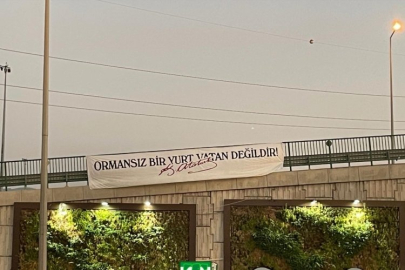 ORMANSIZ BİR YURT VATAN DEĞİLDİR!